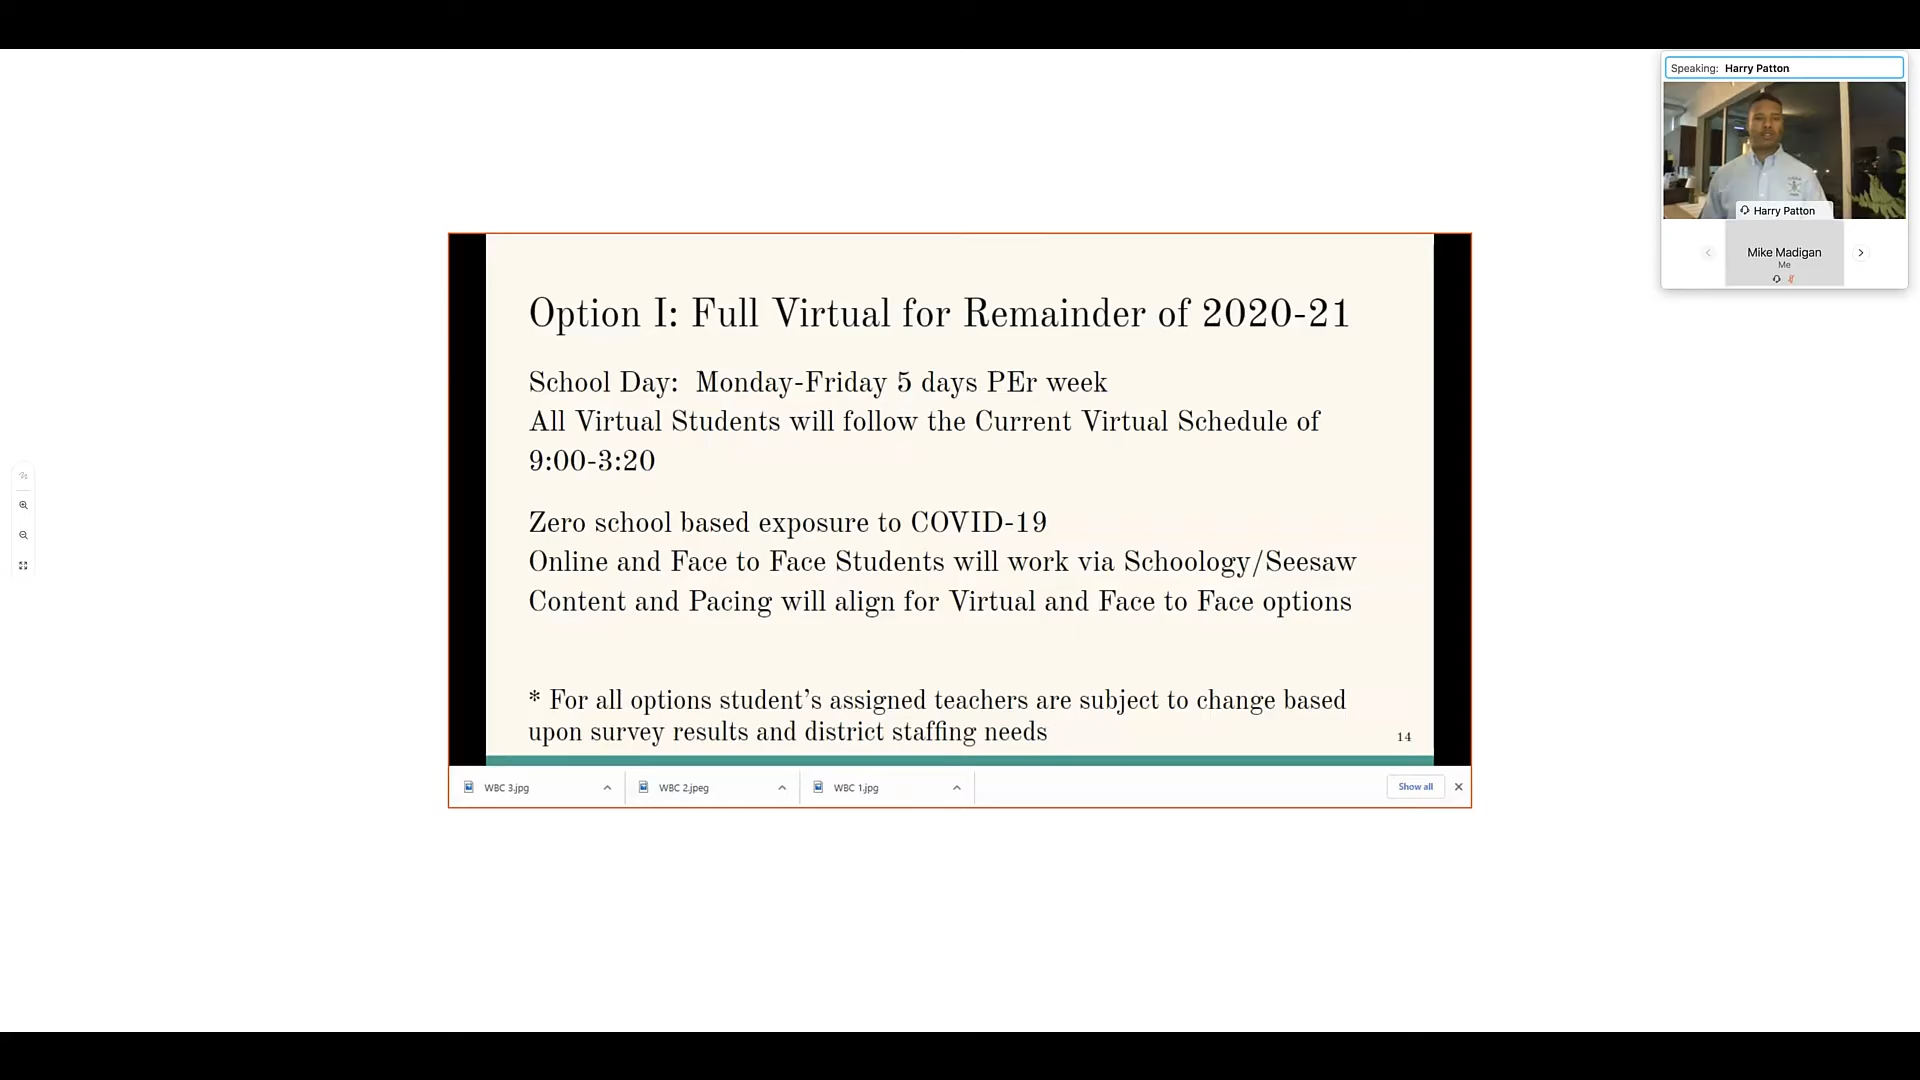 Speaking: Harry Patton
Harry Patton
Mike Madigan
Me
Option I: Full Virtual for Remainder of 2020-21
School Day: Monday-Friday 5 days PEr week
All Virtual Students will follow the Current Virtual Schedule of
9:00-3:20
Zero school based exposure to COVID-19
Online and Face to Face Students will work via Schoology/Seesaw
Content and Pacing will align for Virtual and Face to Face options
* For all options student's assigned teachers are subject to change based
upon survey results and district staffing needs
14
WBC 3.jpg
WBC 2.jpeg
WBC 1.jpg
Show all